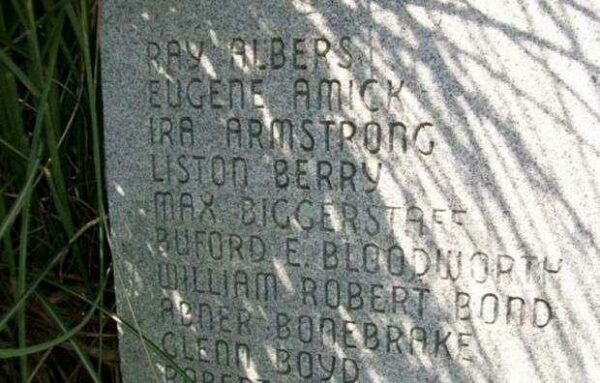 RAY ALBERS
EUGENE AMICK
IRA ARMSTRONG
LISTON BERRY
MAX BIGGERSTAFF
BUFORD E. BLOODWORTH
WILLIAM ROBERT BOND
ABNER BONEBRAKE
GLENN BOYD
ROBERT